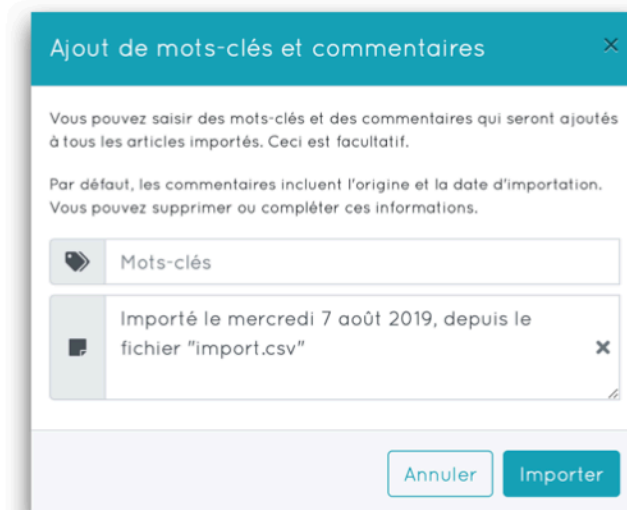 Ajout de mots-clés et commentaires
Vous pouvez saisir des mots-clés et des commentaires qui seront ajoutés
à tous les articles importés. Ceci est facultatif.
Par défaut, les commentaires incluent l'origine et la date d'importation.
Vous pouvez supprimer ou compléter ces informations.
Mots-clés
Importé le mercredi 7 août 2019, depuis le
fichier "import.csv"
Annuler
Importer